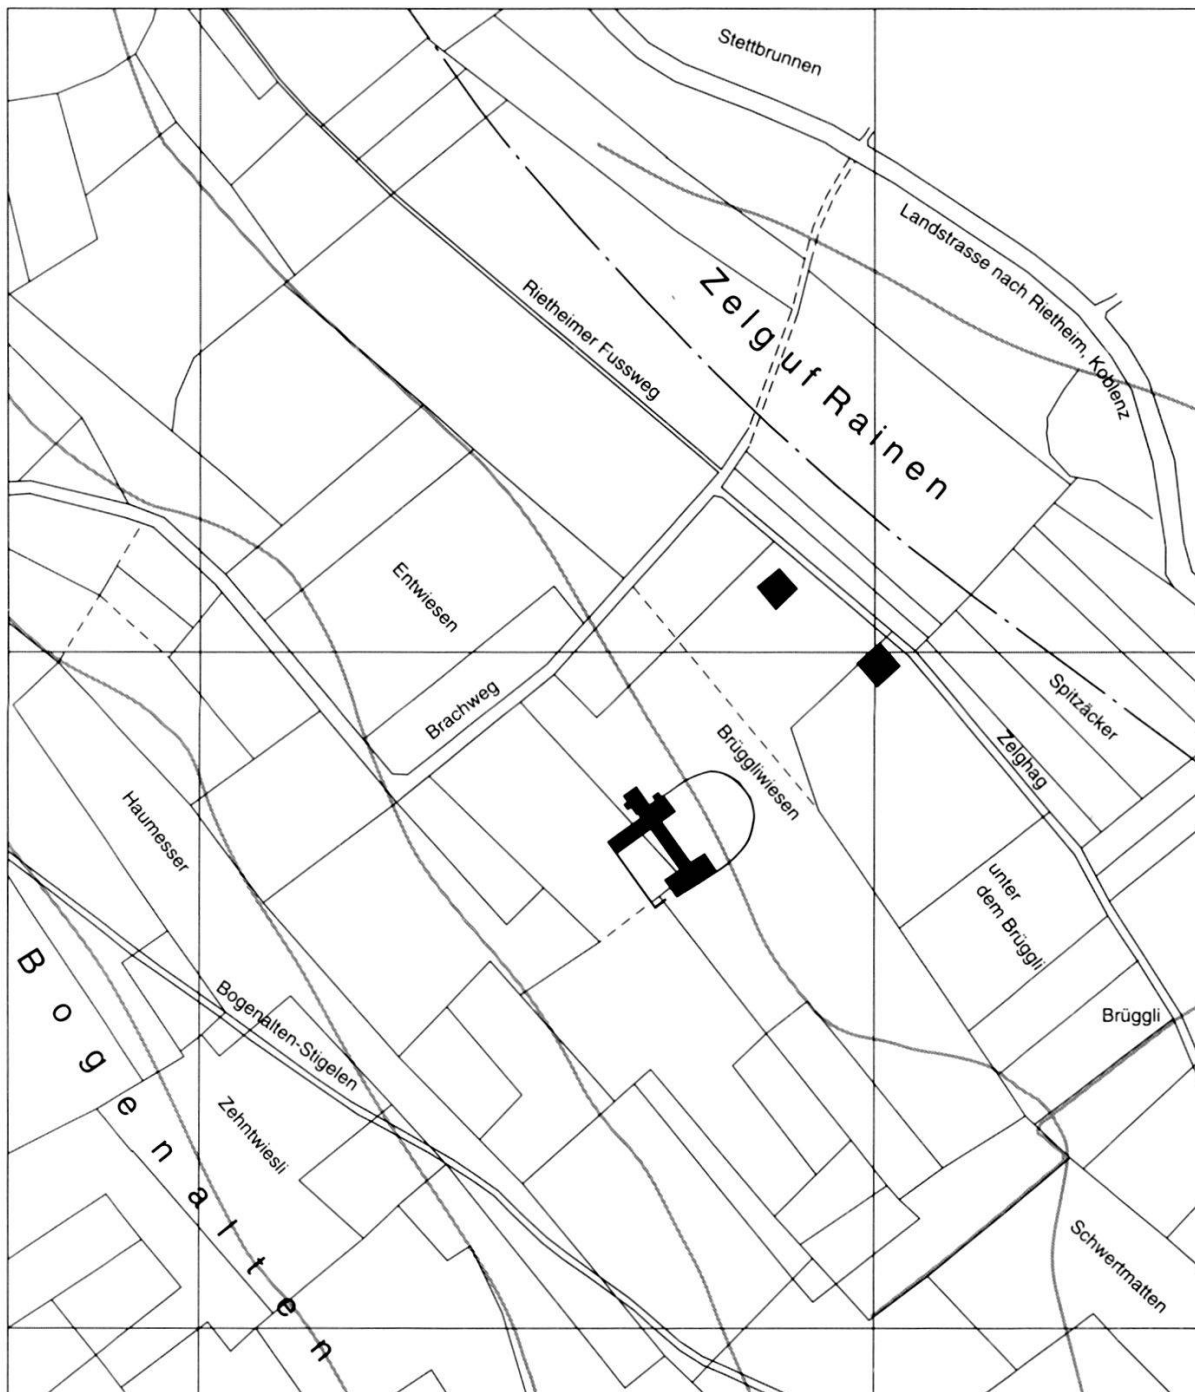 Stettbrunnen
Landstrasse nach Rietheim, Koblenz
Zelg uf Rainen
Rietheimer Fussweg
Entwiesen
Brachweg
Spitzäcker
Zelghag
Brüggliwiesen
Haumesser
unter
dem Brüggli
Brüggli
Bogenalten
Bogenalten-Stigelen
Zehntwiesli
Schwertmatten